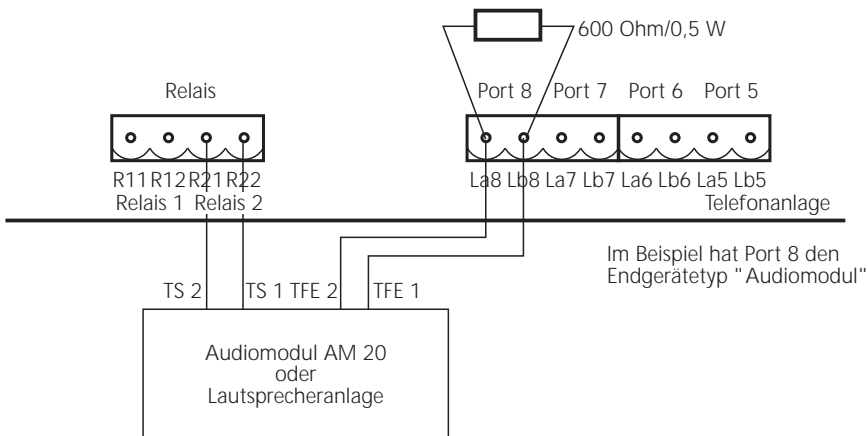 600 Ohm/0,5 W
Relais
Port 8 Port 7 Port 6 Port 5
R11 R12 R21 R22
La8 Lb8 La7 Lb7 La6 Lb6 La5 Lb5
Relais 1 Relais 2
Telefonanlage
Im Beispiel hat Port 8 den
Endgerätetyp "Audiomodul"
TS 2 TS 1 TFE 2 TFE 1
Audiomodul AM 20
oder
Lautsprecheranlage